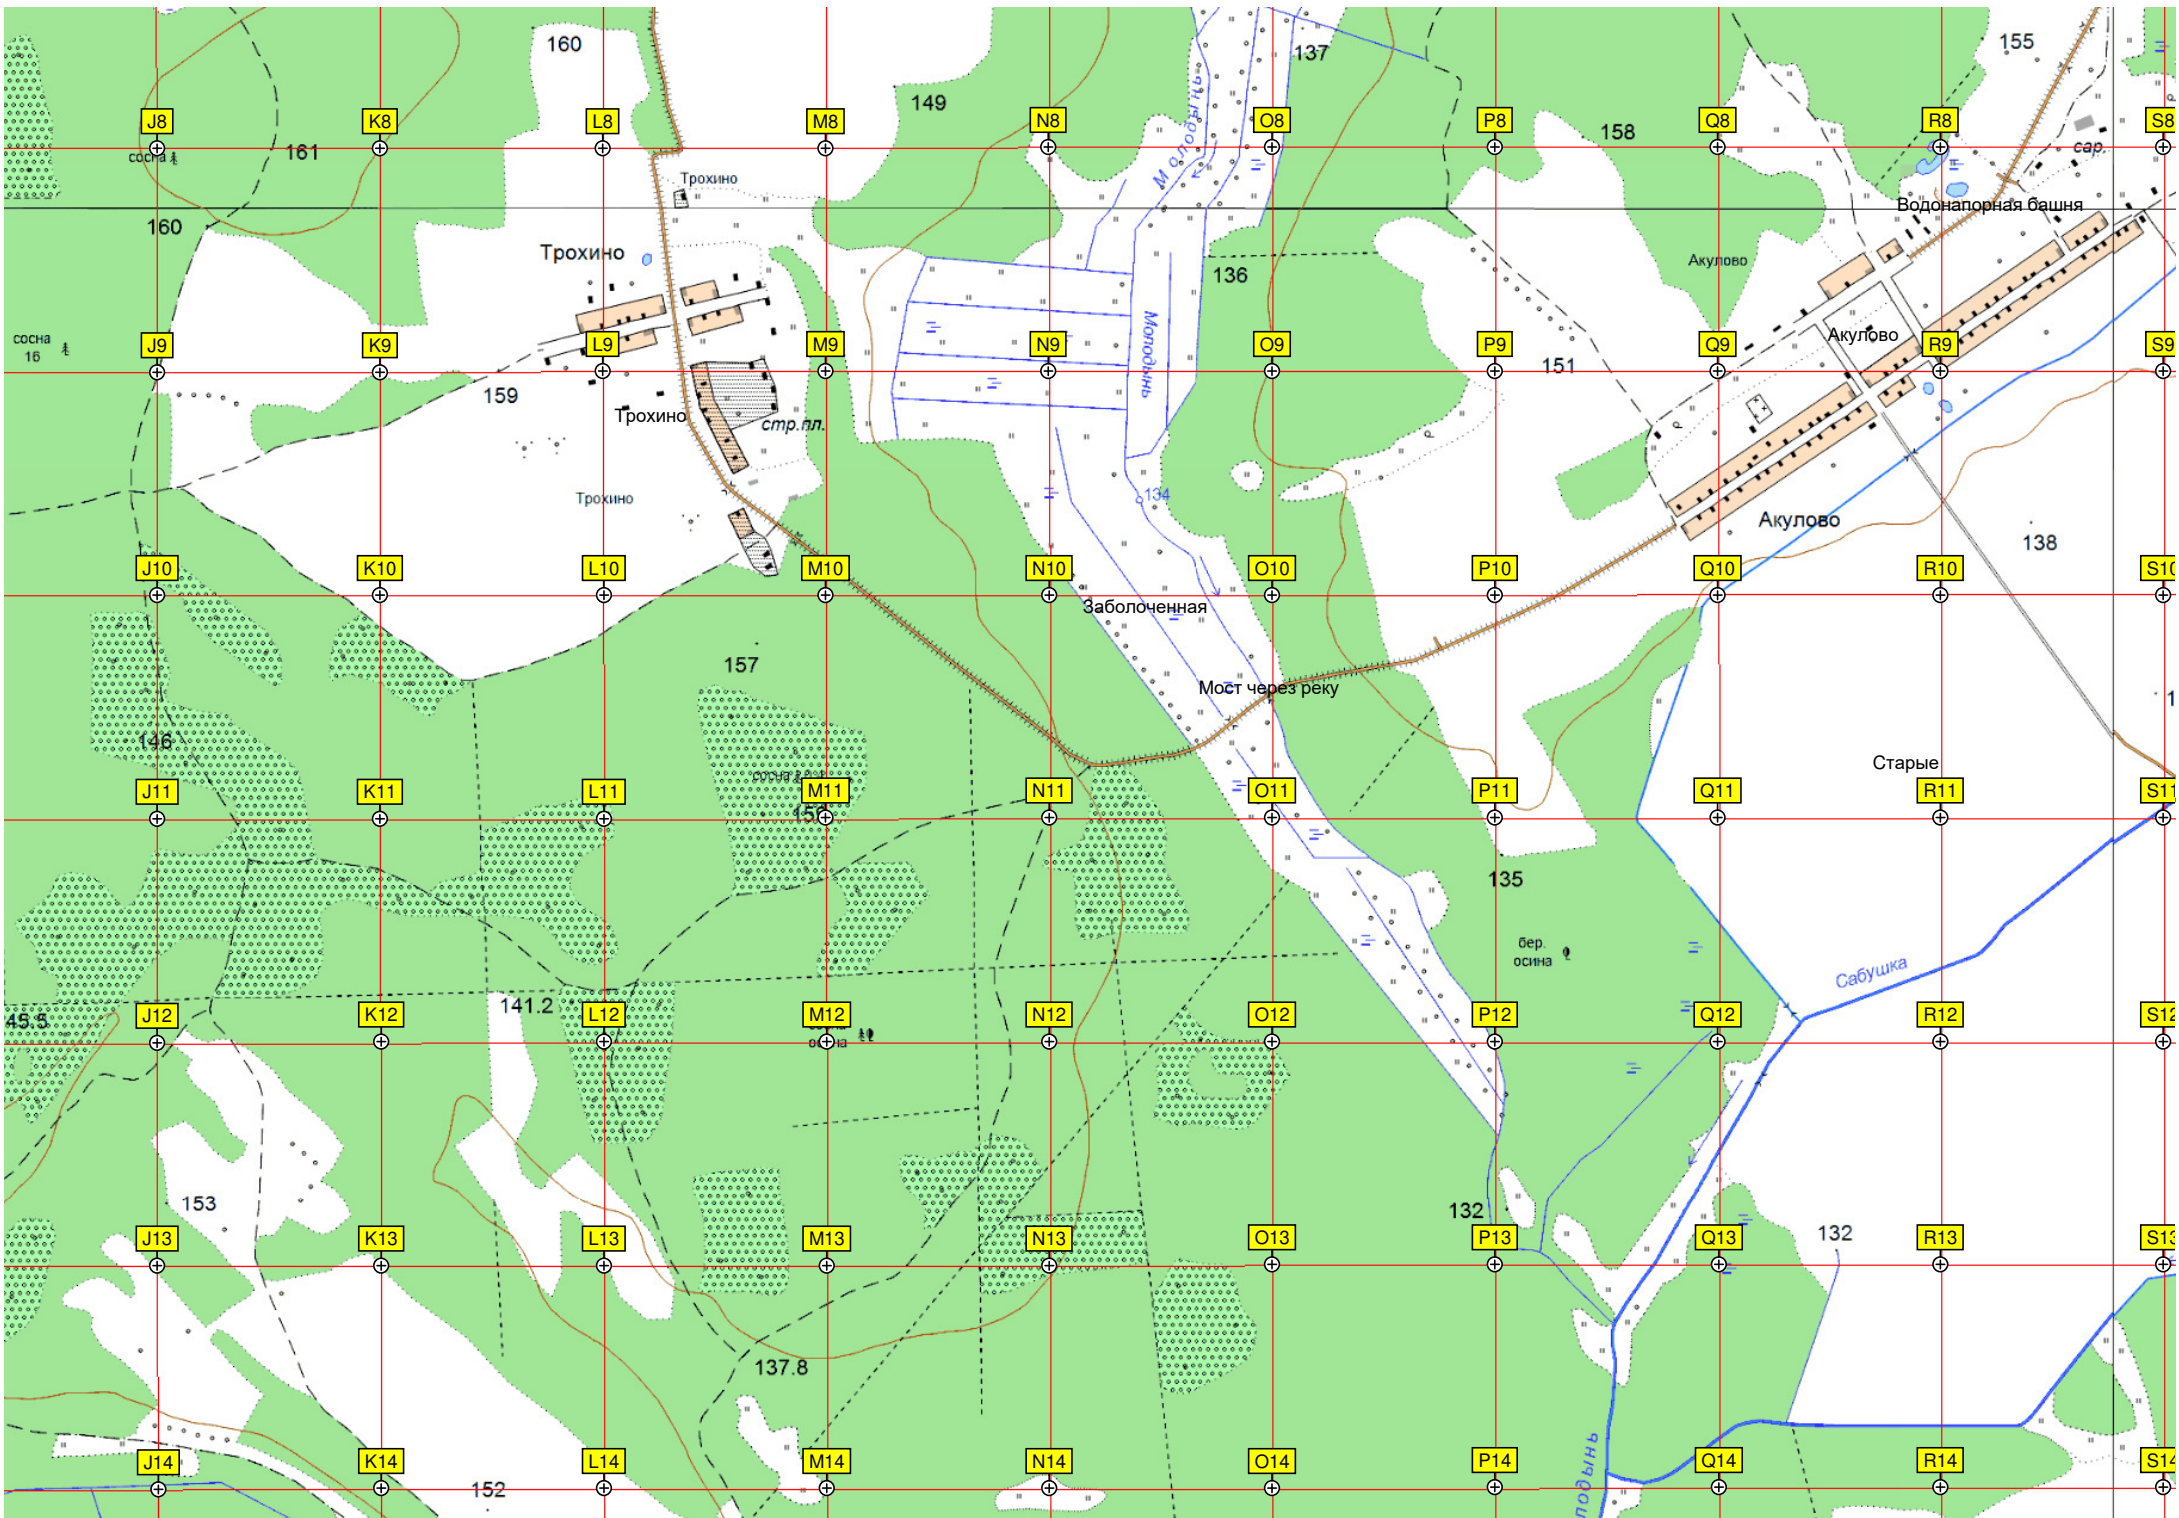 160
137
155
149
158
J8
K8
L8
M8
N8
O8
P8
Q8
R8
S8
сосна
161
Молодынь
сар.
Трохино
160
Водонапорная башня
Трохино
136
Акулово
сосна
16
Молодынь
Акулово
J9
K9
L9
M9
N9
O9
P9
Q9
R9
S9
159
151
Трохино
стр.пл.
Трохино
134
Акулово
138
J10
K10
L10
M10
N10
O10
P10
Q10
R10
S10
Заболоченная
157
Мост через реку
146
Старые
J11
K11
L11
M11
N11
O11
P11
Q11
R11
S11
135
бер.
осина
Сабушка
141.2
45.5
J12
K12
L12
M12
N12
O12
P12
Q12
R12
S12
153
132
132
J13
K13
L13
M13
N13
O13
P13
Q13
R13
S13
137.8
J14
K14
L14
M14
N14
O14
P14
Q14
R14
S14
152
лодынь